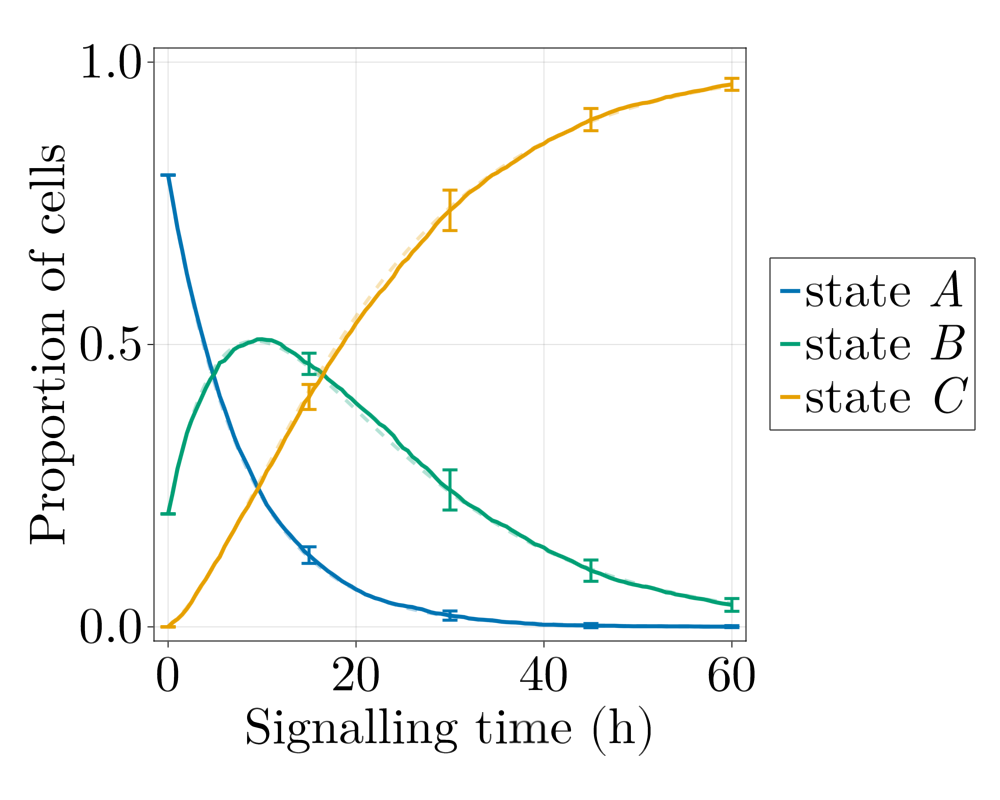 1.0
0.5
0.0
Proportion of cells
0 20 40 60
Signalling time (h)
state A
state B
state C